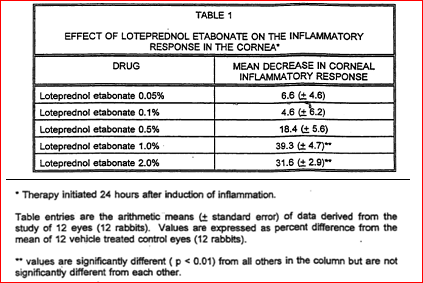 TABLE 1
EFFECT OF LOTEPREDNOL ETABONATE ON THE INFLAMMATORY
RESPONSE IN THE CORNEA*
DRUG MEAN DECREASE IN CORNEAL
INFLAMMATORY RESPONSE
Loteprednol etabonate 0.05% 6.6 (± 4.6)
Loteprednol etabonate 0.1% 4.6 (± 6.2)
Loteprednol etabonate 0.5% 18.4 (± 5.6)
Loteprednol etabonate 1.0% 39.3 (± 4.7)**
Loteprednol etabonate 2.0% 31.6 (± 2.9)**
* Therapy initiated 24 hours after induction of inflammation.
Table entries are the arithmetic means (± standard error) of data derived from the
study of 12 eyes (12 rabbits). Values are expressed as percent difference from the
mean of 12 vehicle treated control eyes (12 rabbits).
** values are significantly different ( p < 0.01) from all others in the column but are not
significantly different from each other.